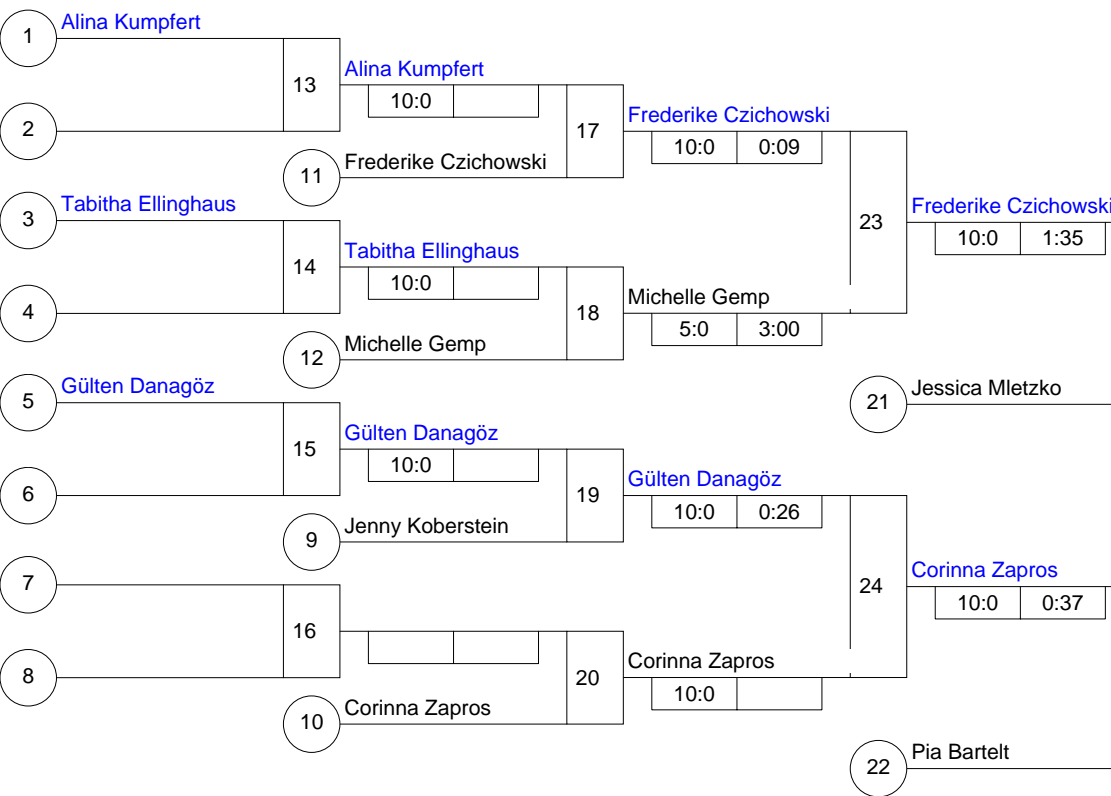 1 Alina Kumpfert
13 Alina Kumpfert
10:0
2
17 Frederike Czichowski
10:0 0:09
11 Frederike Czichowski
3 Tabitha Ellinghaus
23 Frederike Czichowski
10:0 1:35
14 Tabitha Ellinghaus
10:0
4
18 Michelle Gemp
5:0 3:00
12 Michelle Gemp
5 Gülten Danagöz
21 Jessica Mletzko
15 Gülten Danagöz
10:0
6
19 Gülten Danagöz
10:0 0:26
9 Jenny Koberstein
7
24 Corinna Zapros
10:0 0:37
16
8
20 Corinna Zapros
10:0
10 Corinna Zapros
22 Pia Bartelt